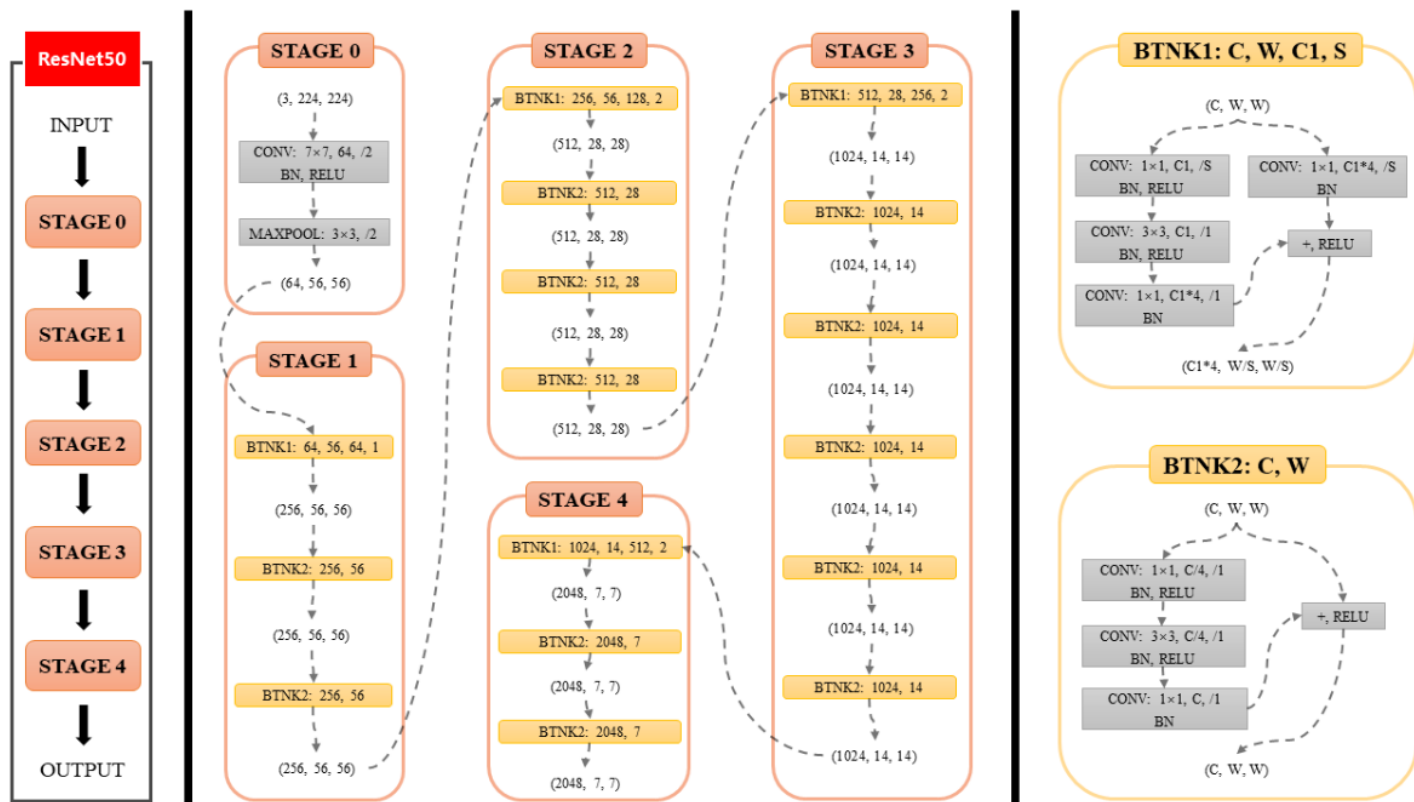 ResNet50
INPUT
STAGE 0
STAGE 1
STAGE 2
STAGE 3
STAGE 4
OUTPUT
STAGE 0
(3, 224, 224)
CONV: 7×7, 64, /2
BN, RELU
MAXPOOL: 3×3, /2
(64, 56, 56)
STAGE 1
BTNK1: 64, 56, 64, 1
(256, 56, 56)
BTNK2: 256, 56
(256, 56, 56)
BTNK2: 256, 56
(256, 56, 56)
STAGE 2
BTNK1: 256, 56, 128, 2
(512, 28, 28)
BTNK2: 512, 28
(512, 28, 28)
BTNK2: 512, 28
(512, 28, 28)
BTNK2: 512, 28
(512, 28, 28)
STAGE 4
BTNK1: 1024, 14, 512, 2
(2048, 7, 7)
BTNK2: 2048, 7
(2048, 7, 7)
BTNK2: 2048, 7
(2048, 7, 7)
STAGE 3
BTNK1: 512, 28, 256, 2
(1024, 14, 14)
BTNK2: 1024, 14
(1024, 14, 14)
BTNK2: 1024, 14
(1024, 14, 14)
BTNK2: 1024, 14
(1024, 14, 14)
BTNK2: 1024, 14
(1024, 14, 14)
BTNK2: 1024, 14
(1024, 14, 14)
BTNK1: C, W, C1, S
(C, W, W)
CONV: 1×1, C1, /S
BN, RELU
CONV: 3×3, C1, /1
BN, RELU
CONV: 1×1, C1*4, /1
BN
CONV: 1×1, C1*4, /S
BN
+, RELU
(C1*4, W/S, W/S)
BTNK2: C, W
(C, W, W)
CONV: 1×1, C/4, /1
BN, RELU
CONV: 3×3, C/4, /1
BN, RELU
CONV: 1×1, C, /1
BN
+, RELU
(C, W, W)